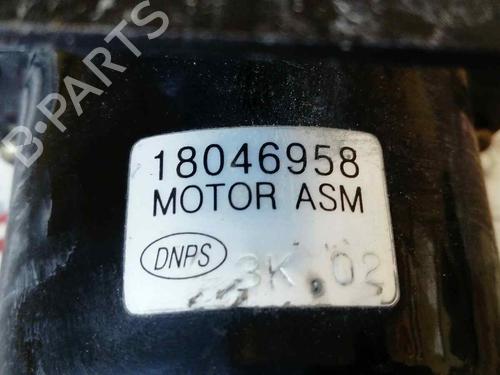 B-PARTS
18046958
MOTOR ASM
DNPS 3K 02